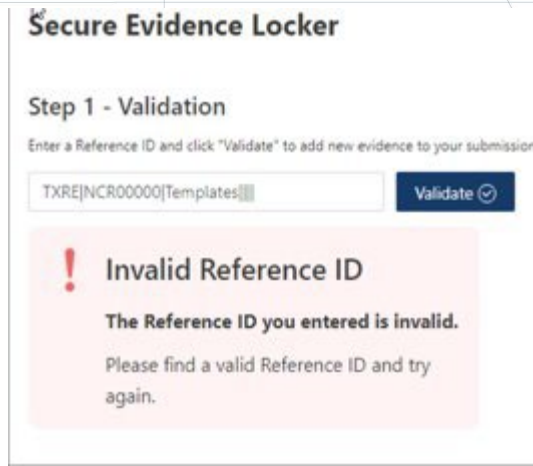 Secure Evidence Locker
Step 1 - Validation
Enter a Reference ID and click "Validate" to add new evidence to your submission
TXRE|NCR00000|Templates||||
Validate
Invalid Reference ID
The Reference ID you entered is invalid.
Please find a valid Reference ID and try
again.